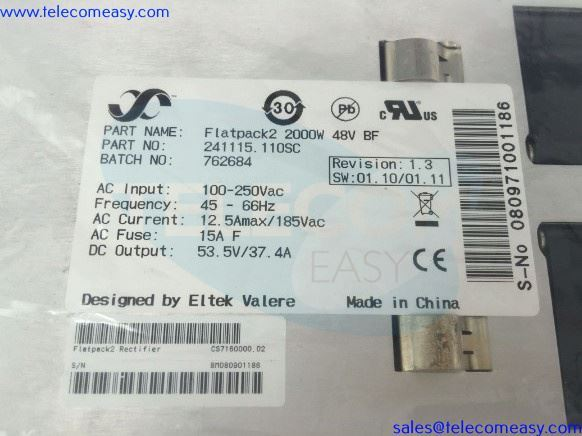 www.telecomeasy.com
30
Pb
c RU US
PART NAME: Flatpack2 2000W 48V BF
PART NO: 241115.110SC
BATCH NO: 762684
Revision: 1.3
SW:01.10/01.11
AC Input: 100-250Vac
Frequency: 45 - 66Hz
AC Current: 12.5Amax/185Vac
AC Fuse: 15A F
DC Output: 53.5V/37.4A
CE
Designed by Eltek Valere Made in China
S-No 080971001186
EASY
Flatpack2 Rectifier CS7160000.02
S/N BM080901186
sales@telecomeasy.com